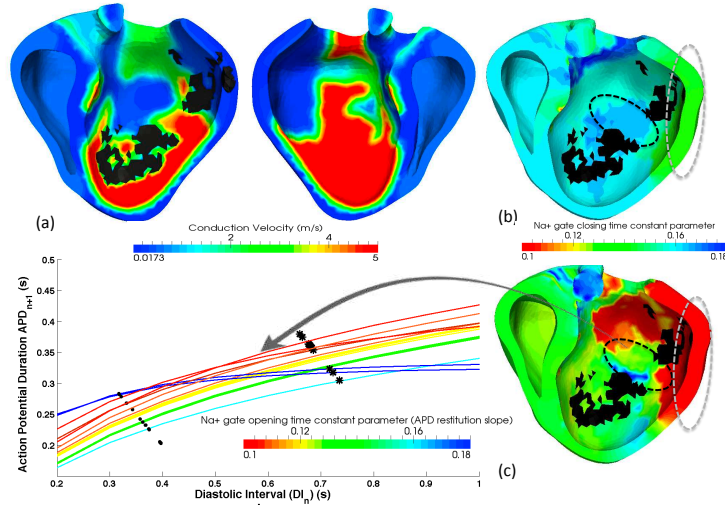 (a)
(b)
Conduction Velocity (m/s)
2 4
0.0173 5
Na+ gate closing time constant parameter
0.12 0.16
0.1 0.18
Action Potential Duration APDn+1 (s)
0.5
0.45
0.4
0.35
0.3
0.25
0.2
Na+ gate opening time constant parameter (APD restitution slope)
0.12 0.16
0.1 0.18
0.2 0.3 0.4 0.5 0.6 0.7 0.8 0.9 1
Diastolic Interval (DIn) (s)
(c)